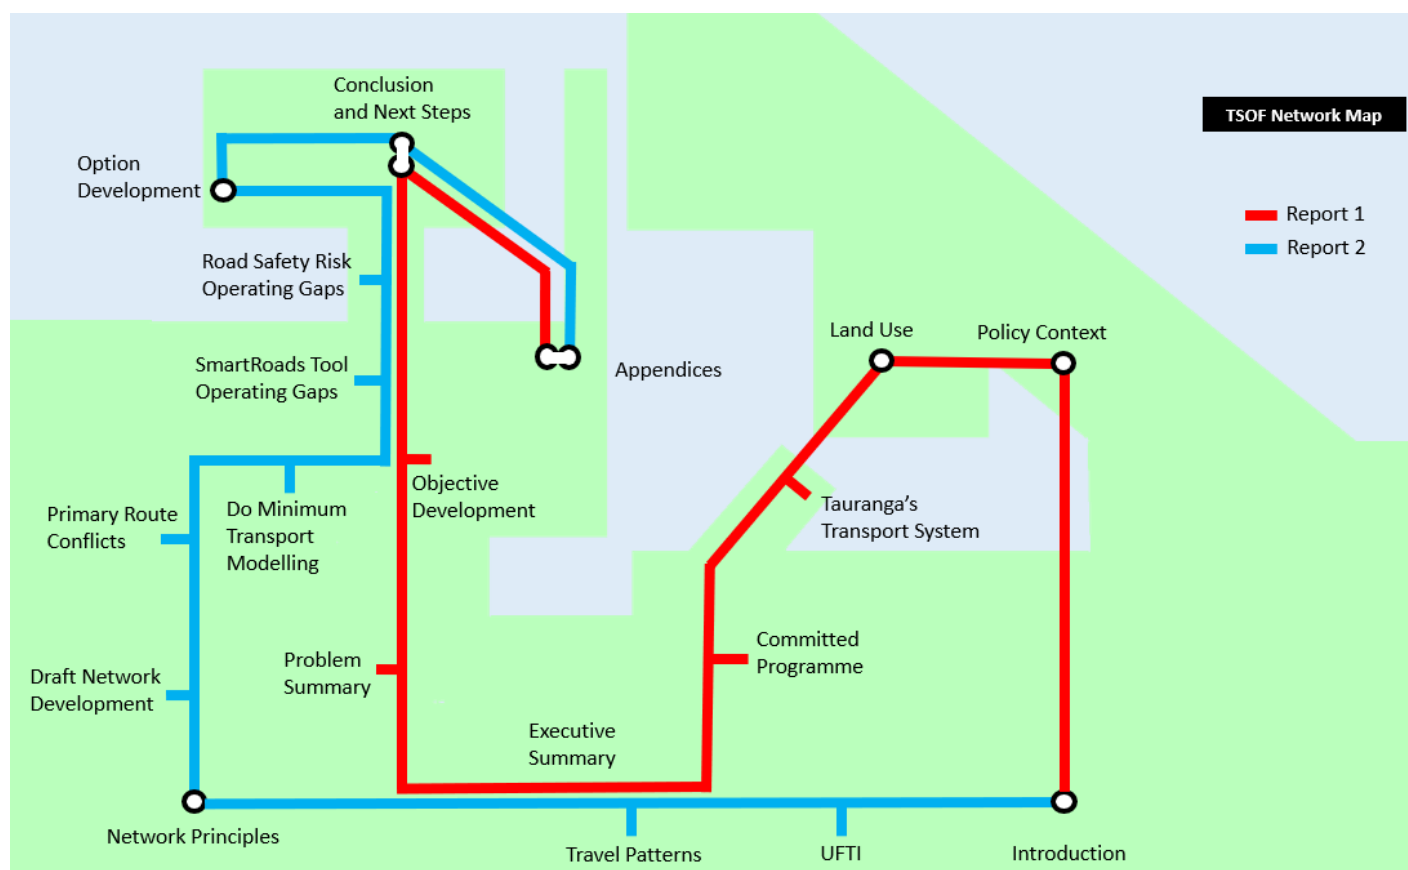 Conclusion
and Next Steps
TSOF Network Map
Option
Development
Report 1
Report 2
Road Safety Risk
Operating Gaps
Land Use
Policy Context
SmartRoads Tool
Operating Gaps
Appendices
Objective
Development
Primary Route
Conflicts
Do Minimum
Transport
Modelling
Tauranga’s
Transport System
Committed
Programme
Problem
Summary
Draft Network
Development
Executive
Summary
Network Principles
Travel Patterns
UFTI
Introduction